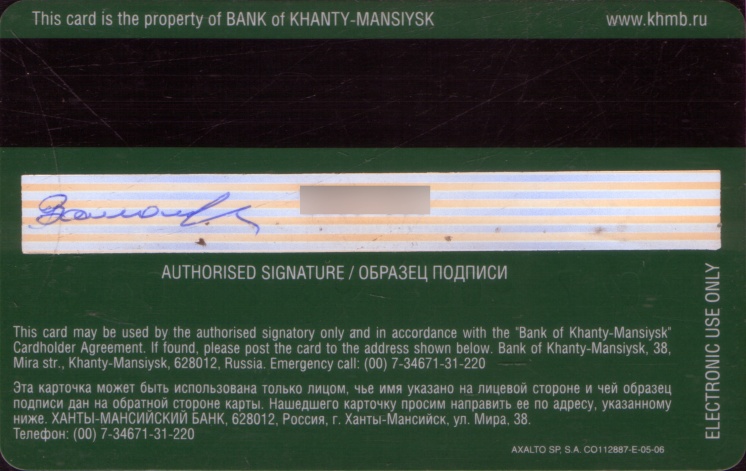 This card is the property of BANK of KHANTY-MANSIYSK www.khmb.ru
AUTHORISED SIGNATURE / ОБРАЗЕЦ ПОДПИСИ
ELECTRONIC USE ONLY
This card may be used by the authorised signatory only and in accordance with the "Bank of Khanty-Mansiysk"
Cardholder Agreement. If found, please post the card to the address shown below. Bank of Khanty-Mansiysk, 38,
Mira str., Khanty-Mansiysk, 628012, Russia. Emergency call: (00) 7-34671-31-220
Эта карточка может быть использована только лицом, чье имя указано на лицевой стороне и чей образец
подписи дан на обратной стороне карты. Нашедшего карточку просим направить ее по адресу, указанному
ниже. ХАНТЫ-МАНСИЙСКИЙ БАНК, 628012, Россия, г. Ханты-Мансийск, ул. Мира, 38.
Телефон: (00) 7-34671-31-220
AXALTO SP, S.A. CO112887-E-05-06